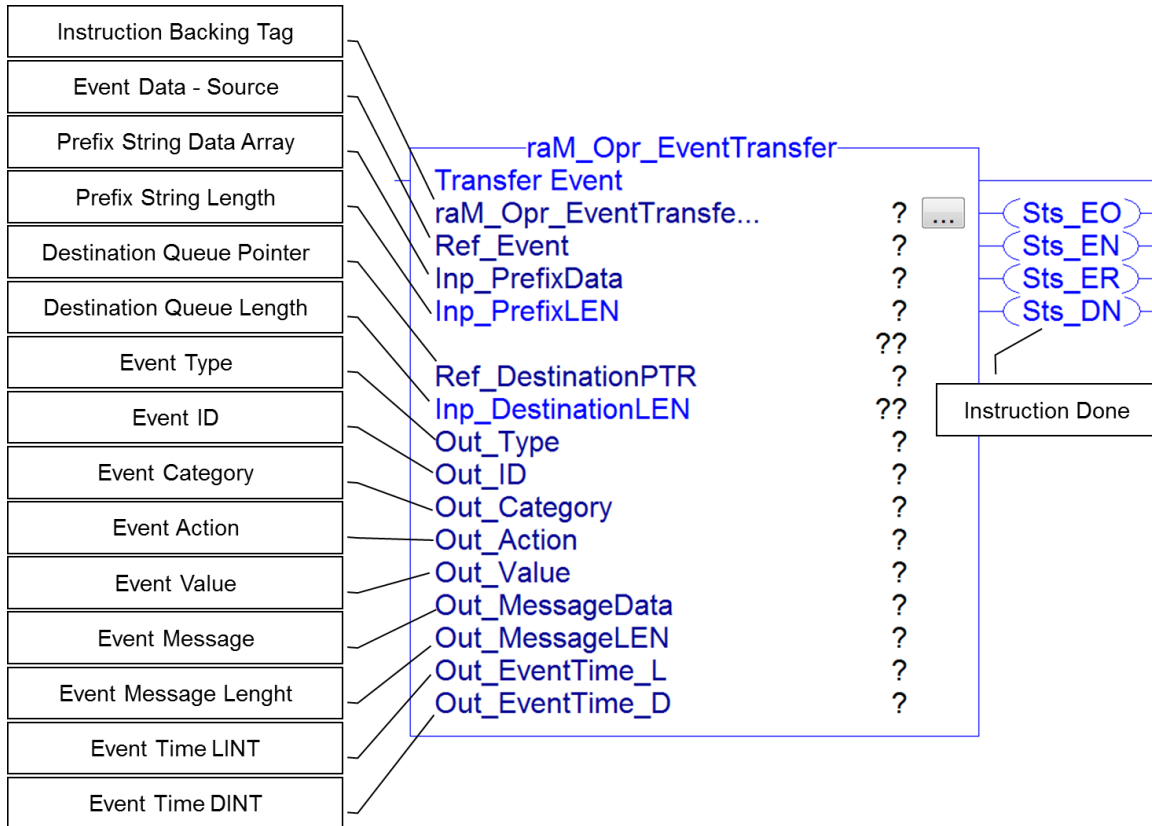 Instruction Backing Tag
Event Data - Source
Prefix String Data Array
Prefix String Length
Destination Queue Pointer
Destination Queue Length
Event Type
Event ID
Event Category
Event Action
Event Value
Event Message
Event Message Lenght
Event Time LINT
Event Time DINT
raM_Opr_EventTransfer
Transfer Event
raM_Opr_EventTransfe... ? ...
Ref_Event ?
Inp_PrefixData ?
Inp_PrefixLEN ?
??
Ref_DestinationPTR ?
Inp_DestinationLEN ??
Out_Type ?
Out_ID ?
Out_Category ?
Out_Action ?
Out_Value ?
Out_MessageData ?
Out_MessageLEN ?
Out_EventTime_L ?
Out_EventTime_D ?
Sts_EO
Sts_EN
Sts_ER
Sts_DN
Instruction Done